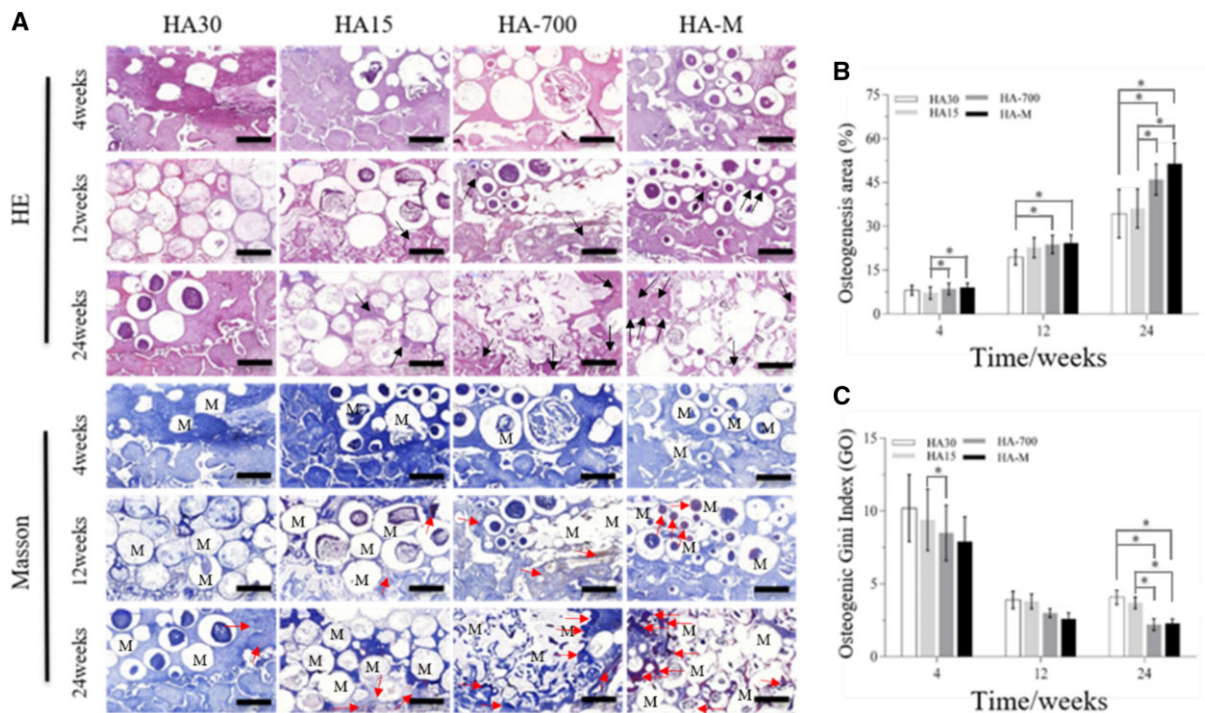 A
HA30 HA15 HA-700 HA-M
HE
4weeks
12weeks
24weeks
Masson
4weeks
M M
M M
M
M M M
M
12weeks
M M
M
M M
M
M M
M
M M M
M
24weeks
M M
M
M M
M M
M M
M
M M
M M
M
M M
B
Osteogenesis area (%)
75
60
45
30
15
0
HA30 HA-700
HA15 HA-M
* *
* *
* *
* *
* *
4 12 24
Time/weeks
C
Osteogenic Gini Index (GO)
15
10
5
0
HA30 HA-700
HA15 HA-M
*
*
*
*
*
4 12 24
Time/weeks